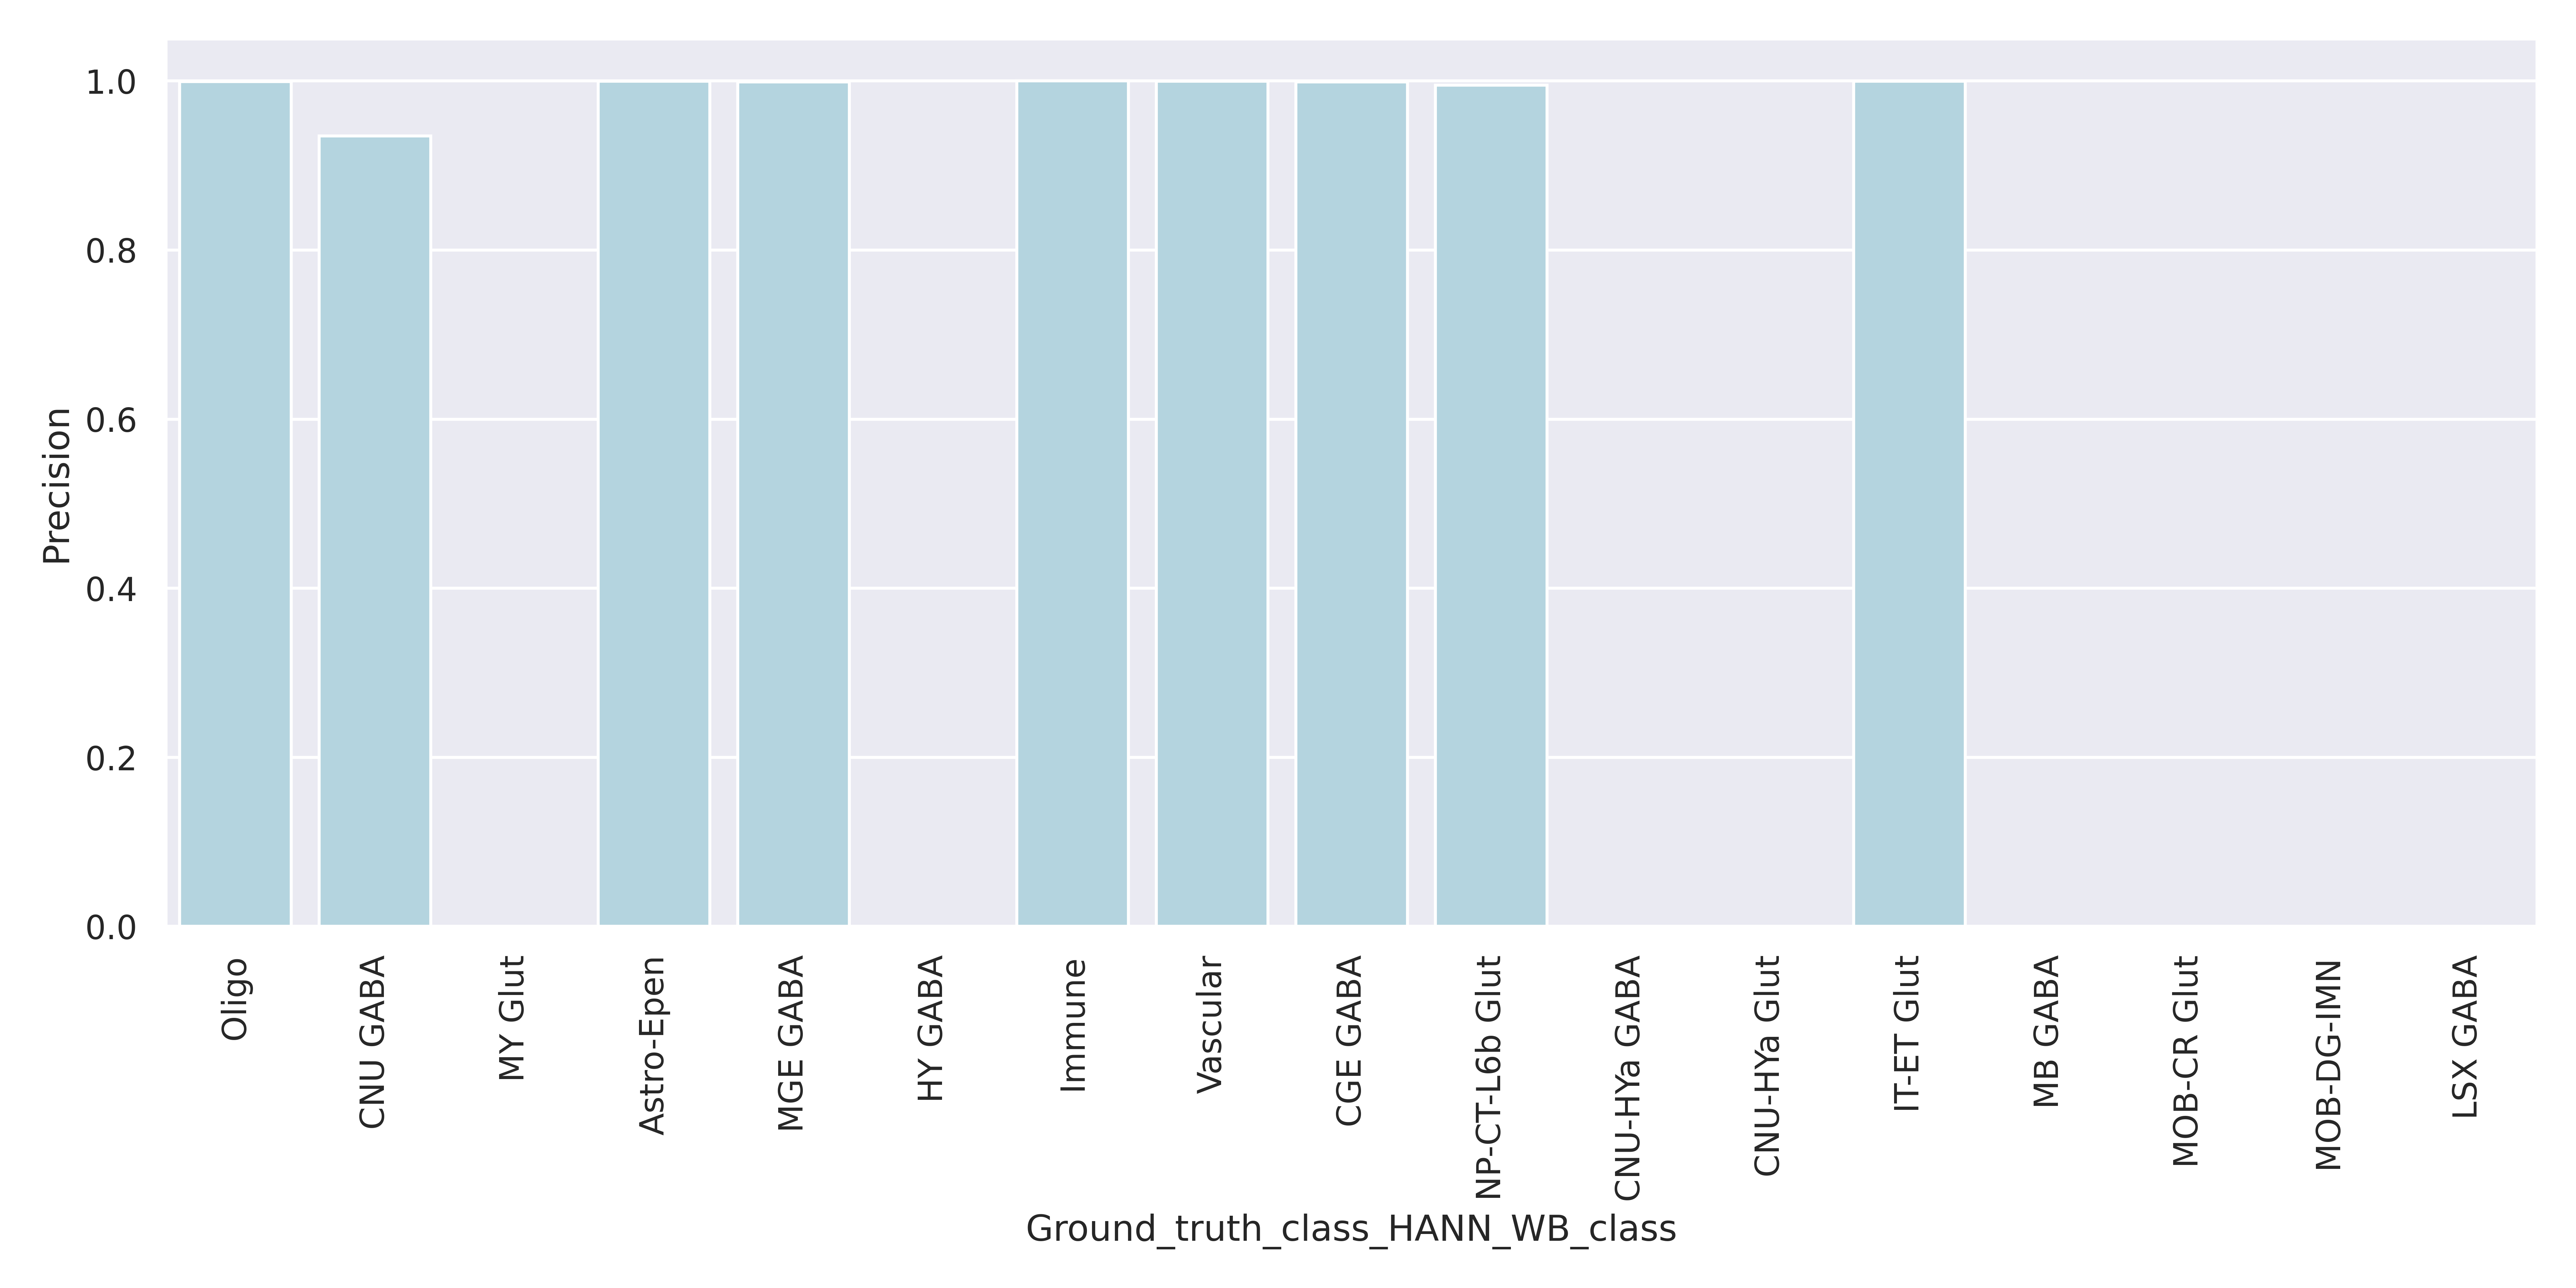 Precision
1.0
0.8
0.6
0.4
0.2
0.0
Oligo
CNU GABA
MY Glut
Astro-Epen
MGE GABA
HY GABA
Immune
Vascular
CGE GABA
NP-CT-L6b Glut
CNU-HYa GABA
CNU-HYa Glut
IT-ET Glut
MB GABA
MOB-CR Glut
MOB-DG-IMN
LSX GABA
Ground_truth_class_HANN_WB_class